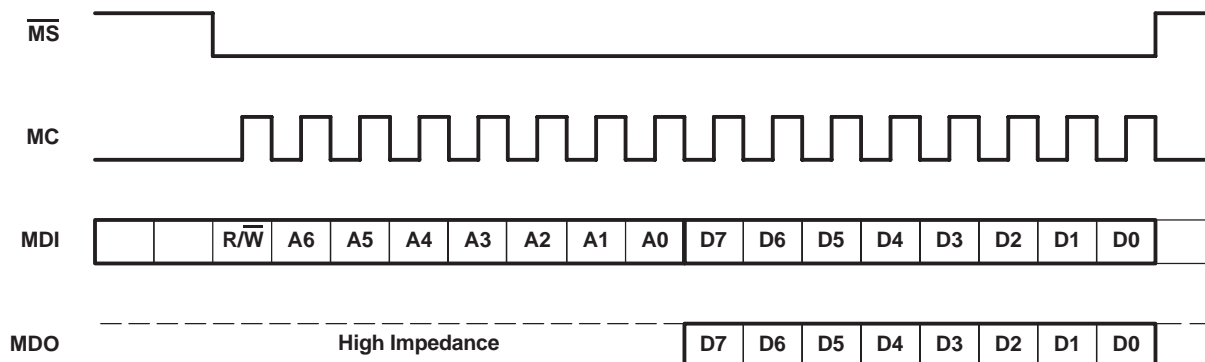 MS
MC
MDI R/W A6 A5 A4 A3 A2 A1 A0 D7 D6 D5 D4 D3 D2 D1 D0
MDO High Impedance D7 D6 D5 D4 D3 D2 D1 D0